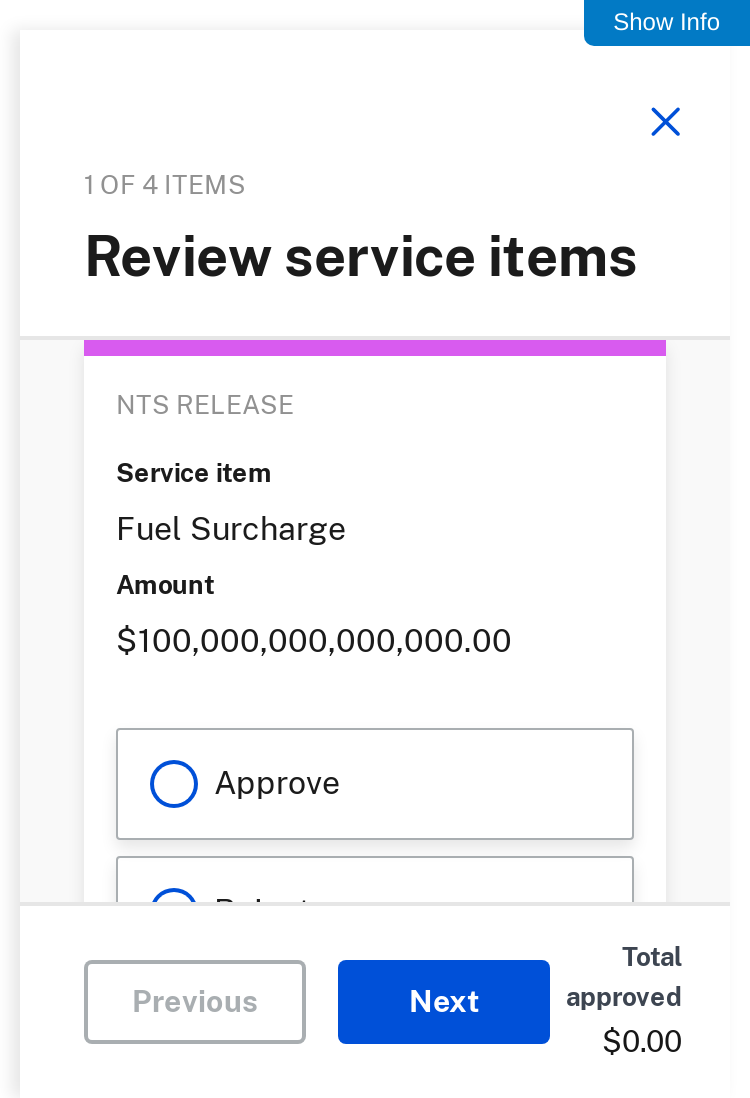 Show Info
1 OF 4 ITEMS
Review service items
NTS RELEASE
Service item
Fuel Surcharge
Amount
$100,000,000,000,000.00
Approve
Previous
Next
Total
approved
$0.00